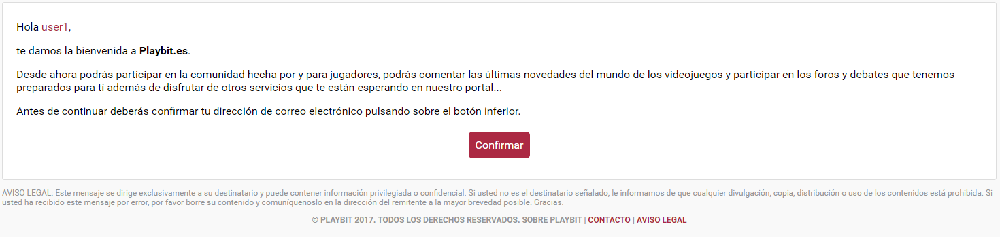 Hola user1,
te damos la bienvenida a Playbit.es.
Desde ahora podrás participar en la comunidad hecha por y para jugadores, podrás comentar las últimas novedades del mundo de los videojuegos y participar en los foros y debates que tenemos
preparados para tí además de disfrutar de otros servicios que te están esperando en nuestro portal...
Antes de continuar deberás confirmar tu dirección de correo electrónico pulsando sobre el botón inferior.
Confirmar
AVISO LEGAL: Este mensaje se dirige exclusivamente a su destinatario y puede contener información privilegiada o confidencial. Si usted no es el destinatario señalado, le informamos de que cualquier divulgación, copia, distribución o uso de los contenidos está prohibida. Si
usted ha recibido este mensaje por error, por favor borre su contenido y comuníquenoslo en la dirección del remitente a la mayor brevedad posible. Gracias.
© PLAYBIT 2017. TODOS LOS DERECHOS RESERVADOS. SOBRE PLAYBIT | CONTACTO | AVISO LEGAL